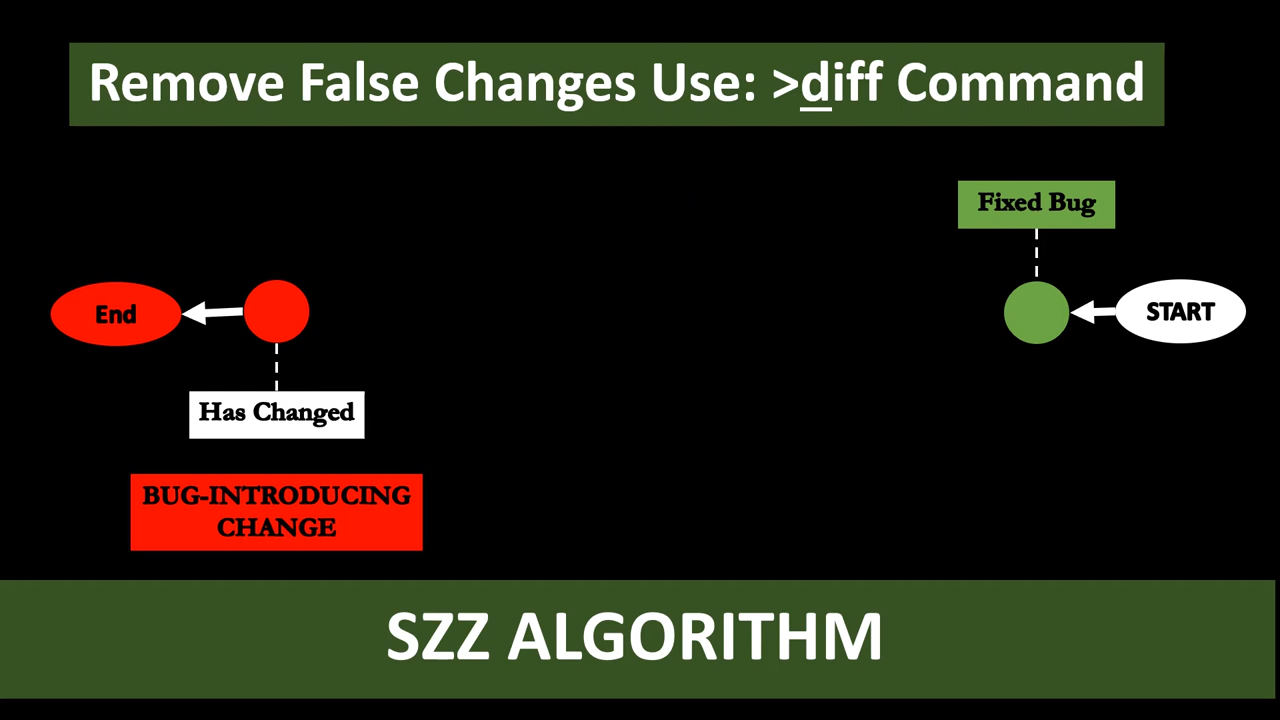 Remove False Changes Use: >diff Command
Fixed Bug
End
START
Has Changed
BUG-INTRODUCING
CHANGE
SZZ ALGORITHM